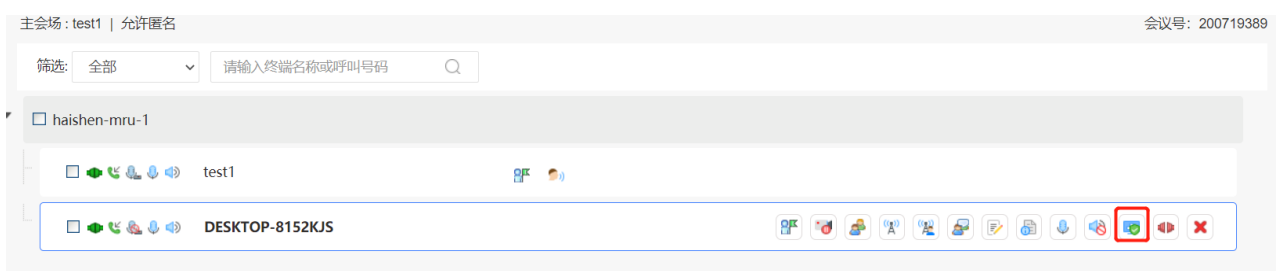 主会场 : test1 | 允许匿名 会议号: 200719389
筛选: 全部 请输入终端名称或呼叫号码
haishen-mru-1
test1
DESKTOP-8152KJS